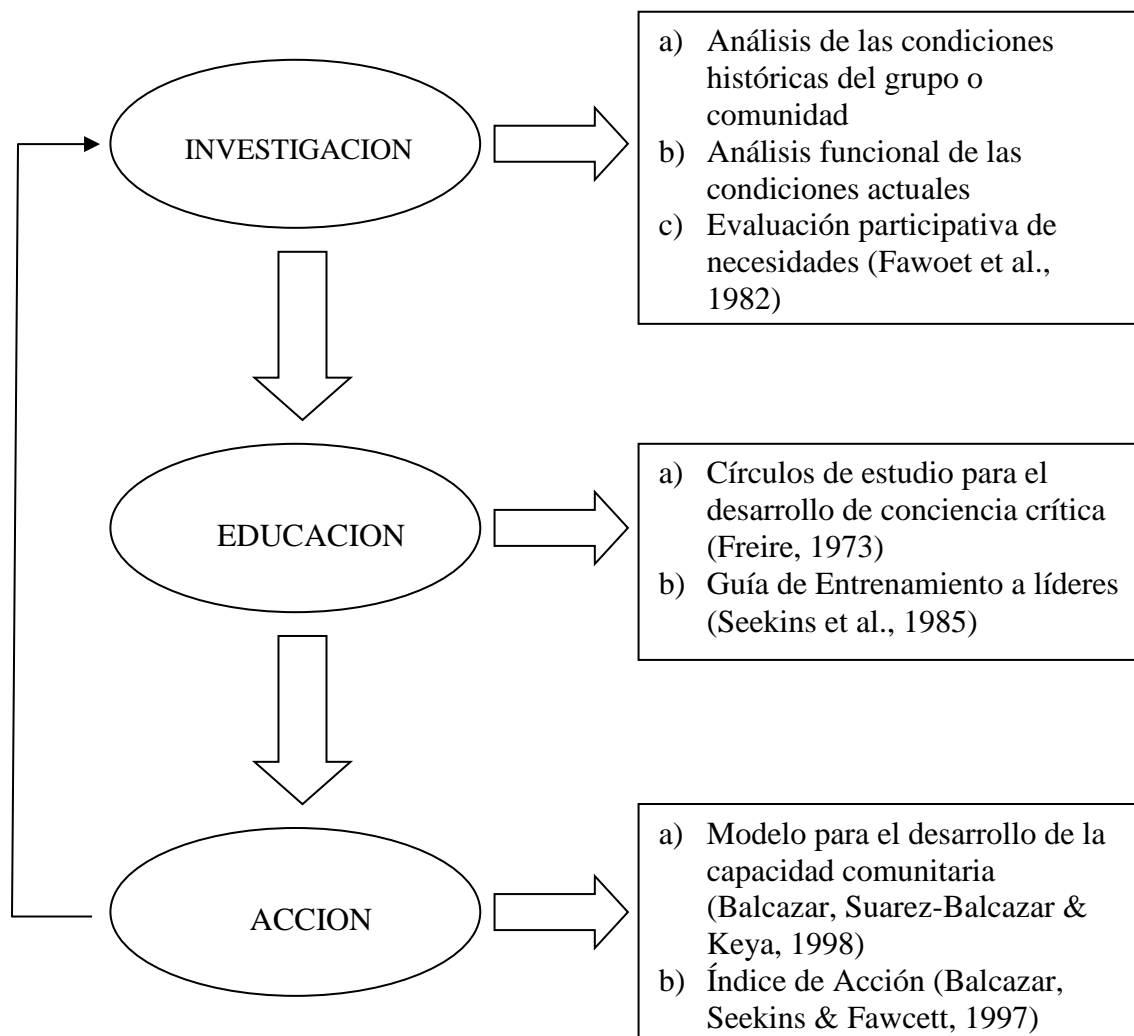 INVESTIGACION
a) Análisis de las condiciones
históricas del grupo o
comunidad
b) Análisis funcional de las
condiciones actuales
c) Evaluación participativa de
necesidades (Fawoet et al.,
1982)
EDUCACION
a) Círculos de estudio para el
desarrollo de conciencia crítica
(Freire, 1973)
b) Guía de Entrenamiento a líderes
(Seekins et al., 1985)
ACCION
a) Modelo para el desarrollo de la
capacidad comunitaria
(Balcazar, Suarez-Balcazar &
Keya, 1998)
b) Índice de Acción (Balcazar,
Seekins & Fawcett, 1997)